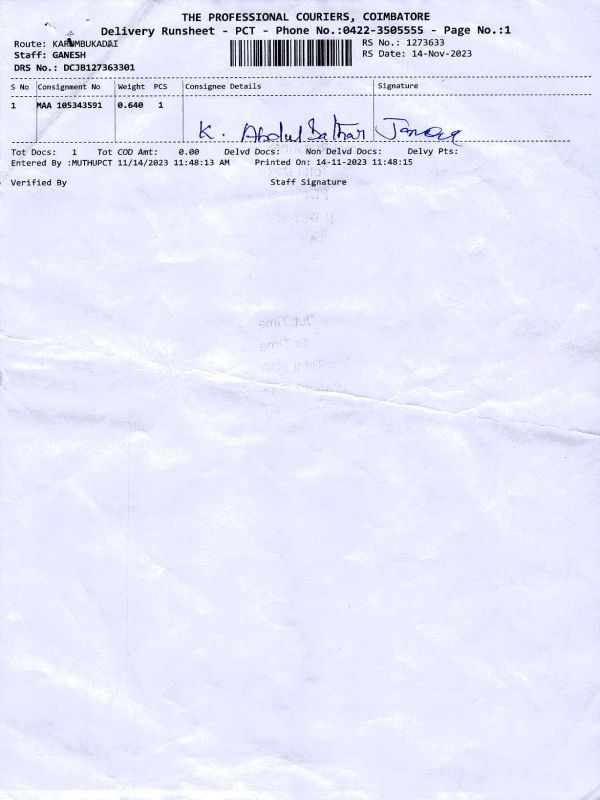 THE PROFESSIONAL COURIERS, COIMBATORE
Delivery Runsheet - PCT - Phone No.:0422-3505555 - Page No.:1
Route: KARUMBUKADAI
RS No.: 1273633
Staff: GANESH
RS Date: 14-Nov-2023
DRS No.: DCJB127363301
S No Consignment No Weight PCS Consignee Details Signature
1 MAA 105343591 0.640 1
K. Abdul Sathar
Tot Docs: 1 Tot COD Amt: 0.00 Delvd Docs: Non Delvd Docs: Delvy Pts:
Entered By :MUTHUPCT 11/14/2023 11:48:13 AM Printed On: 14-11-2023 11:48:15
Verified By Staff Signature
Out Time
In Time